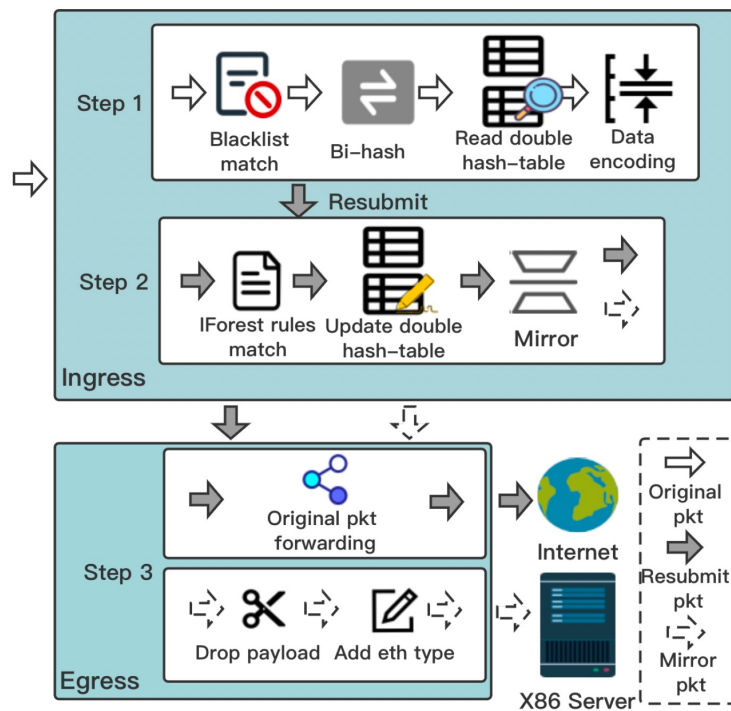 Step 1
Blacklist
match
Bi-hash
Read double
hash-table
Data
encoding
Resubmit
Step 2
IForest rules
match
Update double
hash-table
Mirror
Ingress
Step 3
Original pkt
forwarding
Drop payload
Add eth type
Egress
Internet
X86 Server
Original
pkt
Resubmit
pkt
Mirror
pkt